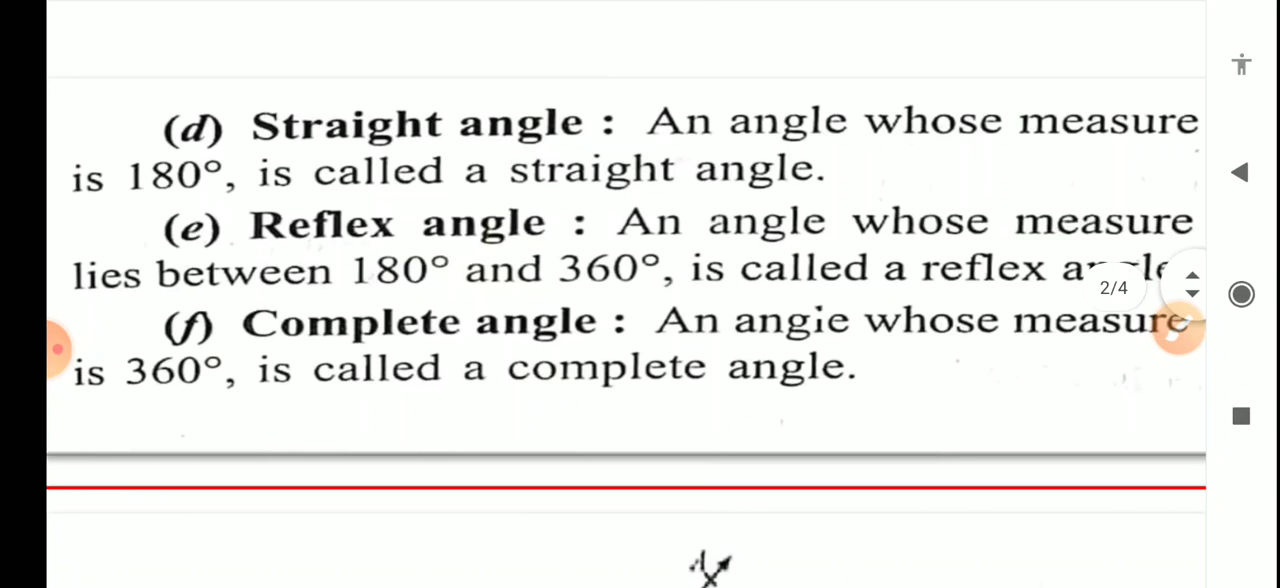 (d) Straight angle : An angle whose measure
is 180°, is called a straight angle.
(e) Reflex angle : An angle whose measure
lies between 180° and 360°, is called a reflex
2/4
(f) Complete angle : An angie whose measure
is 360°, is called a complete angle.